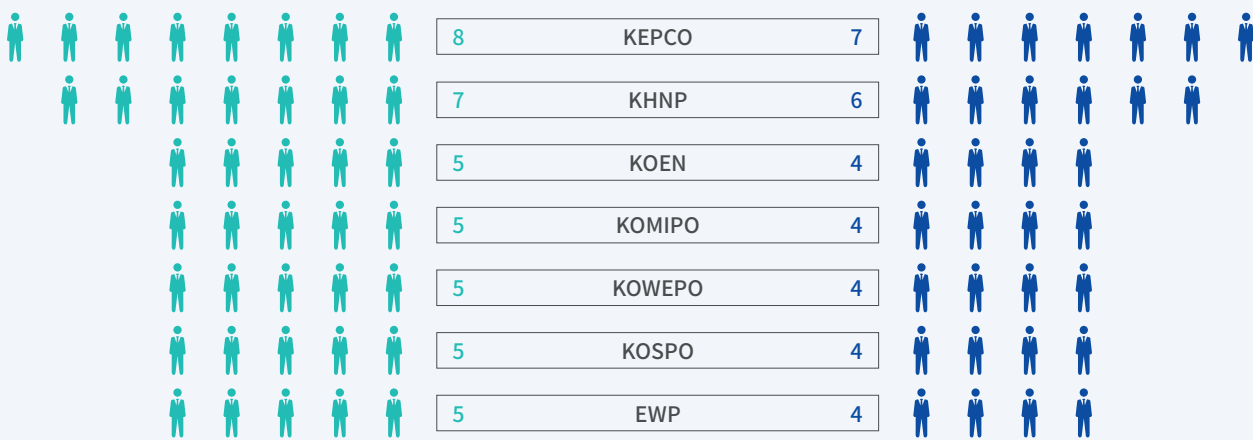 8 KEPCO 7
7 KHNP 6
5 KOEN 4
5 KOMIPO 4
5 KOWEPO 4
5 KOSPO 4
5 EWP 4